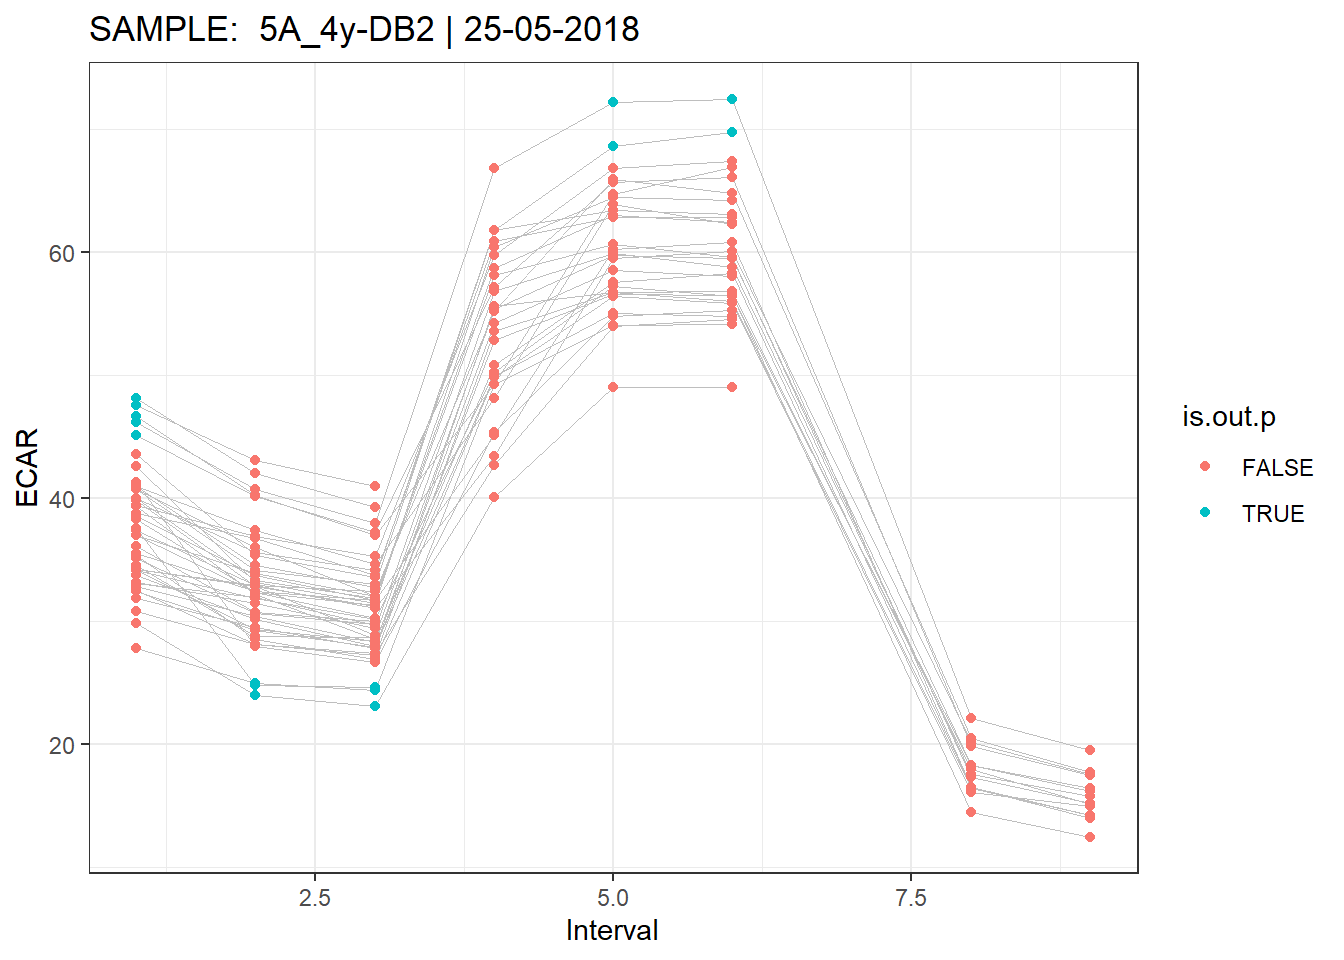 SAMPLE:  5A_4y-DB2 | 25-05-2018
ECAR
60
40
20
2.5
5.0
7.5
Interval
is.out.p
FALSE
TRUE